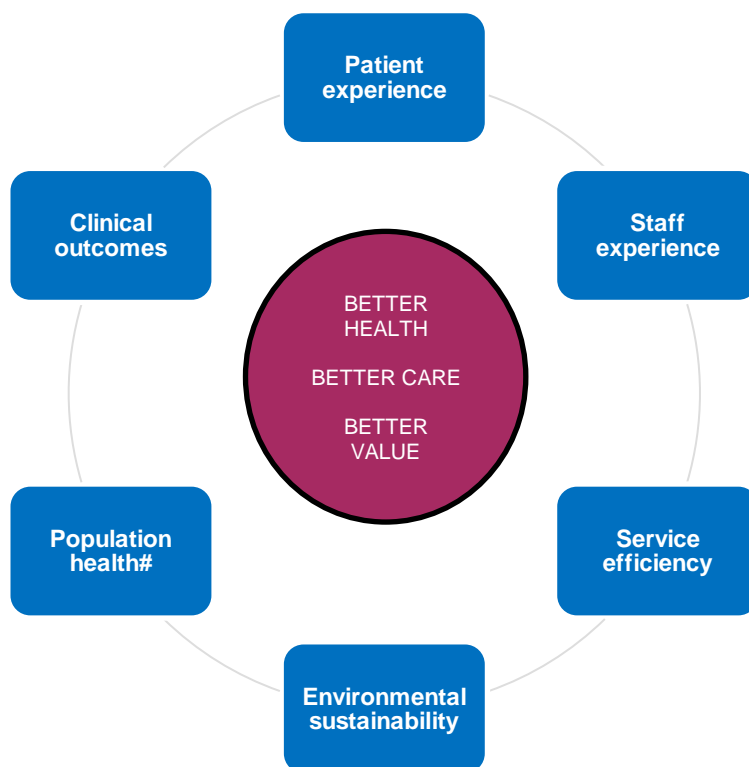 Patient
experience
Clinical
outcomes
Staff
experience
BETTER
HEALTH
BETTER CARE
BETTER
VALUE
Population
health#
Service
efficiency
Environmental
sustainability